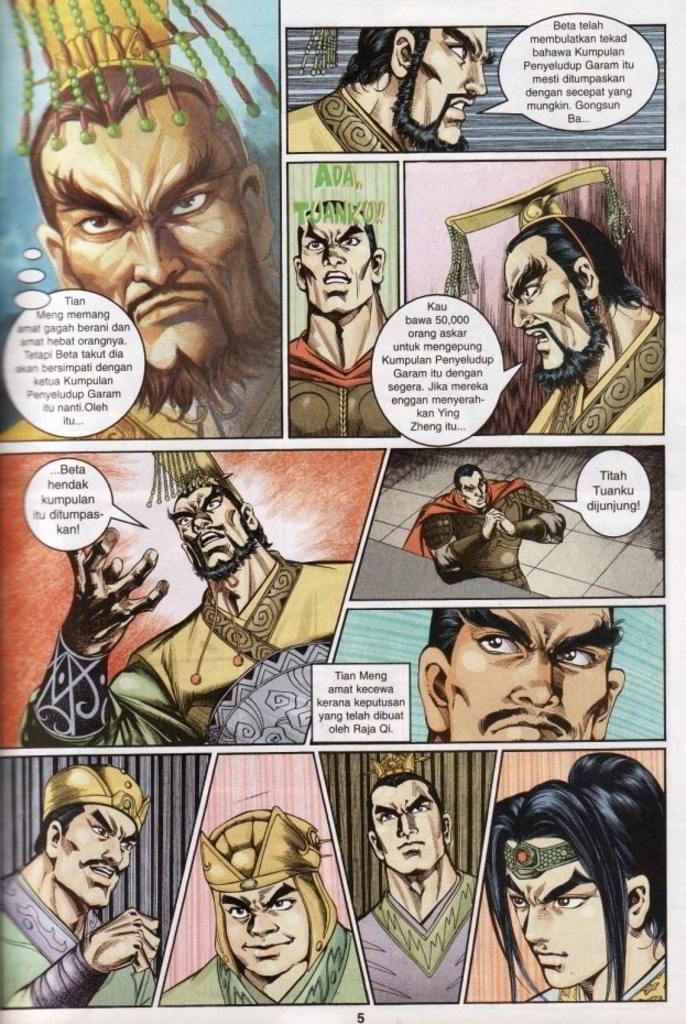 Beta telah
membulatkan tekad
bahawa Kumpulan
Penyeludup Garam itu
mesti ditumpaskan
dengan secepat yang
mungkin. Gongsun
Ba...
Tian
Meng memang
amat gagah berani dan
amat hebat orangnya.
Tetapi Beta takut dia
akan bersimpati dengan
ketua Kumpulan
Penyeludup Garam
itu nanti.Oleh
itu...
ADA,
TUANKU!!
Kau
bawa 50,000
orang askar
untuk mengepung
Kumpulan Penyeludup
Garam itu dengan
segera. Jika mereka
enggan menyerah-
kan Ying
Zheng itu...
...Beta
hendak
kumpulan
itu ditumpas-
kan!
Titah
Tuanku
dijunjung!
Tian Meng
amat kecewa
kerana keputusan
yang telah dibuat
oleh Raja Qi.
5